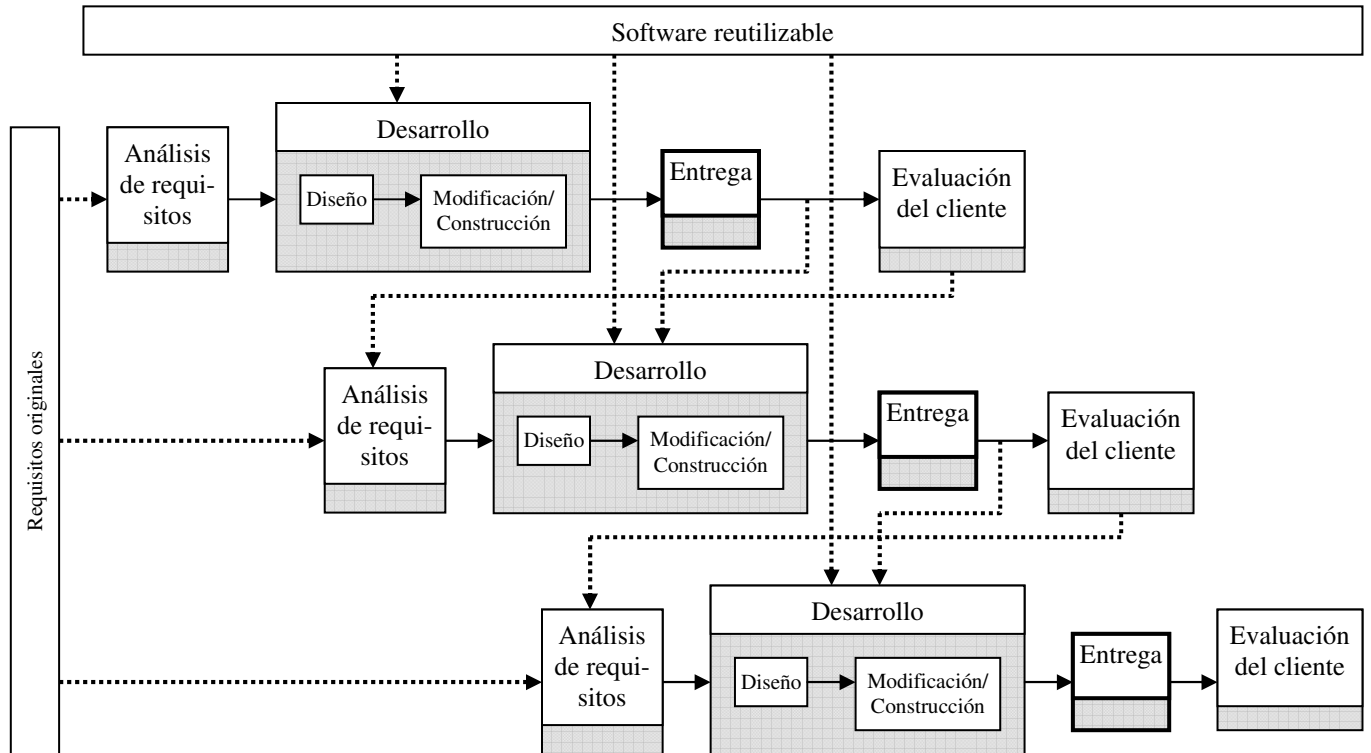 Software reutilizable
Requisitos originales
Análisis
de requi-
sitos
Desarrollo
Diseño
Modificación/
Construcción
Entrega
Evaluación
del cliente
Análisis
de requi-
sitos
Desarrollo
Diseño
Modificación/
Construcción
Entrega
Evaluación
del cliente
Análisis
de requi-
sitos
Desarrollo
Diseño
Modificación/
Construcción
Entrega
Evaluación
del cliente